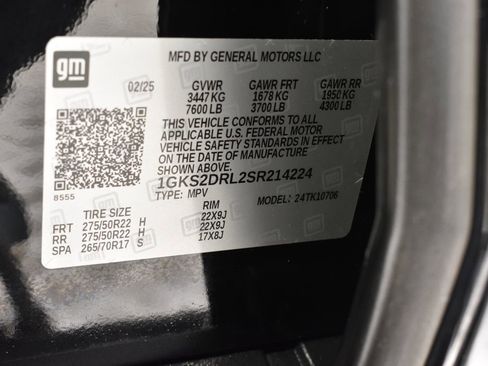 gm
MFD BY GENERAL MOTORS LLC
02/25 GVWR GAWR FRT GAWR RR
3447 KG 1678 KG 1950 KG
7600 LB 3700 LB 4300 LB
THIS VEHICLE CONFORMS TO ALL
APPLICABLE U.S. FEDERAL MOTOR
VEHICLE SAFETY STANDARDS IN EFFECT
ON THE DATE OF MANUFACTURE
SHOWN ABOVE.
8555 1GKS2DRL2SR214224
TYPE: MPV MODEL: 24TK10706
TIRE SIZE RIM
FRT 275/50R22 H 22X9J
RR 275/50R22 H 22X9J
SPA 265/70R17 S 17X8J